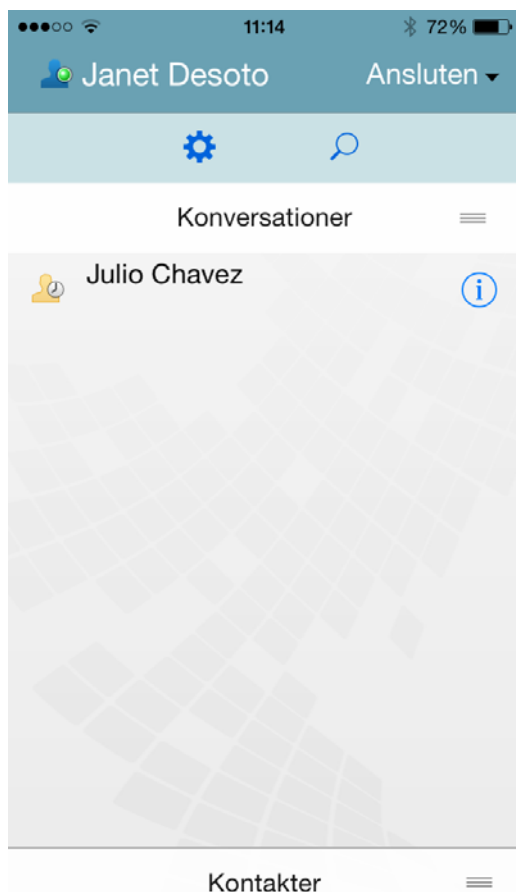 11:14 72%
Janet Desoto Ansluten
Konversationer
Julio Chavez
Kontakter